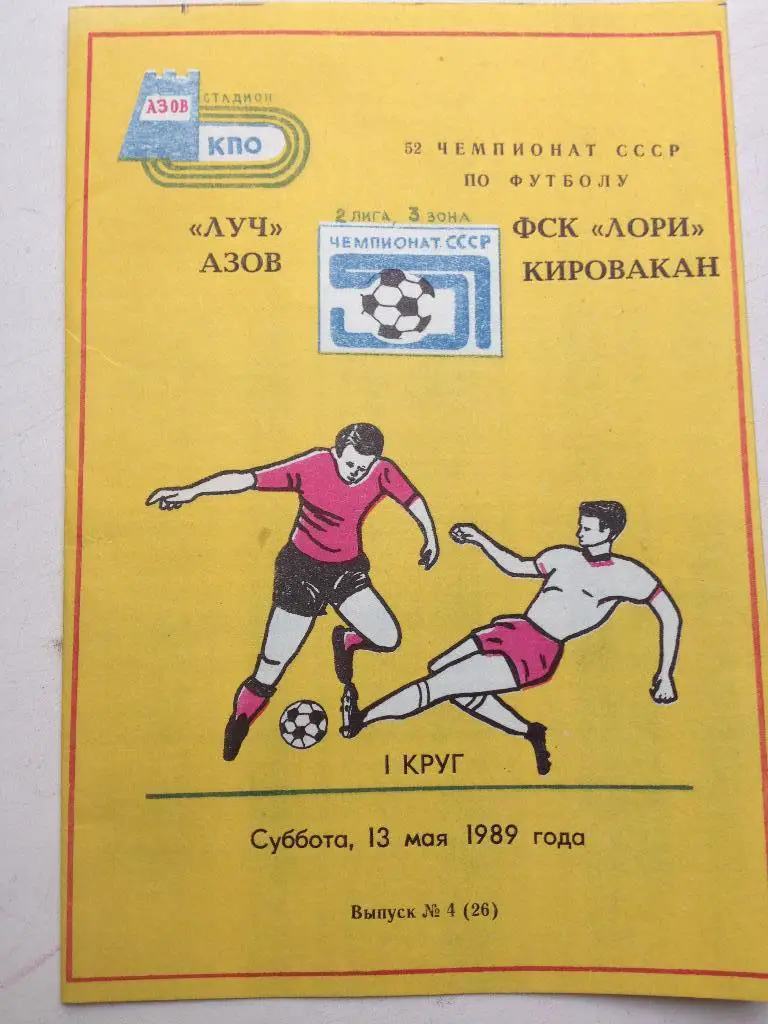 СТАДИОН
АЗОВ
КПО
52 ЧЕМПИОНАТ СССР
ПО ФУТБОЛУ
2 ЛИГА, 3 ЗОНА
«ЛУЧ»
АЗОВ
ЧЕМПИОНАТ СССР
ФСК «ЛОРИ»
КИРОВАКАН
I КРУГ
Суббота, 13 мая 1989 года
Выпуск № 4 (26)